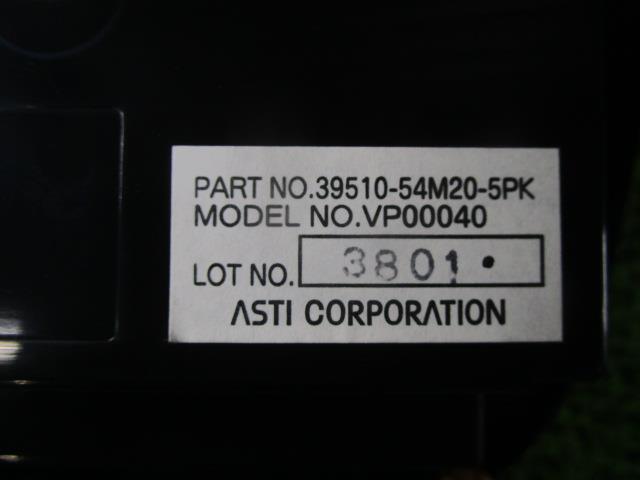 PART NO.39510-54M20-5PK
MODEL NO.VP00040
LOT NO. 3801•
ASTI CORPORATION